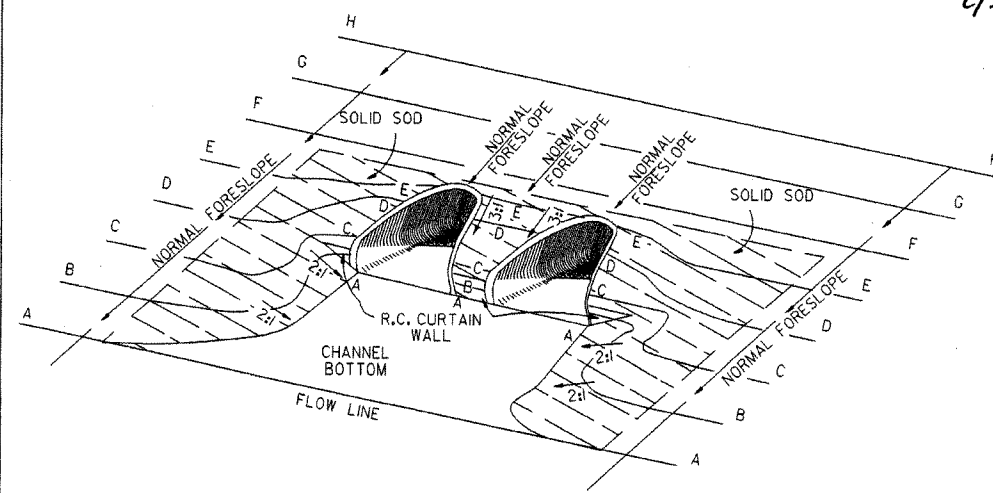 H
G
F
E
D
C
B
A
SOLID SOD
NORMAL FORESLOPE
NORMAL
FORESLOPE
NORMAL
FORESLOPE
NORMAL
FORESLOPE
SOLID SOD
E
D
C
3:1
E
D
3:1
C
B
E
D
C
2:1
2:1
A
A
A
R.C. CURTAIN
WALL
CHANNEL
BOTTOM
FLOW LINE
2:1
2:1
NORMAL FORESLOPE
G
F
E
D
C
B
A